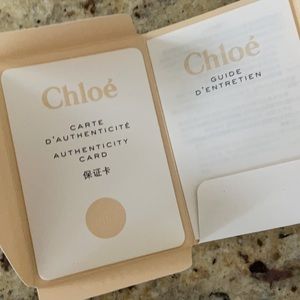 Chloé
CARTE
D'AUTHENTICITÉ
AUTHENTICITY
CARD
保证卡
Chloé
GUIDE
D'ENTRETIEN